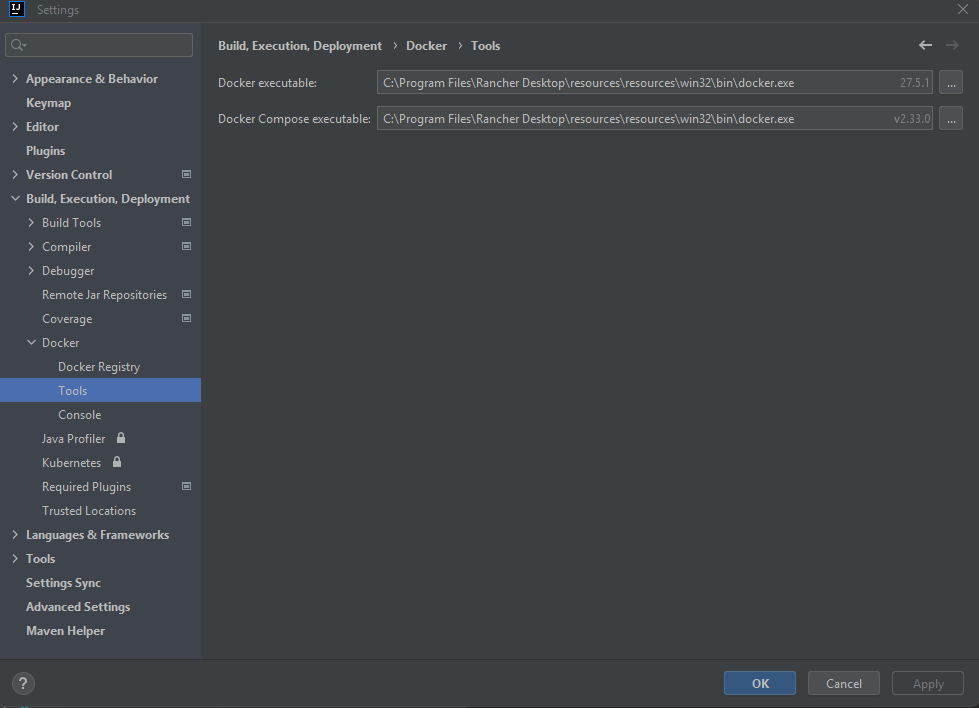 IJ
Settings
Appearance & Behavior
Keymap
Editor
Plugins
Version Control
Build, Execution, Deployment
Build Tools
Compiler
Debugger
Remote Jar Repositories
Coverage
Docker
Docker Registry
Tools
Console
Java Profiler
Kubernetes
Required Plugins
Trusted Locations
Languages & Frameworks
Tools
Settings Sync
Advanced Settings
Maven Helper
Build, Execution, Deployment › Docker › Tools
Docker executable: C:\Program Files\Rancher Desktop\resources\resources\win32\bin\docker.exe 27.5.1 ...
Docker Compose executable: C:\Program Files\Rancher Desktop\resources\resources\win32\bin\docker.exe v2.33.0 ...
? OK Cancel Apply